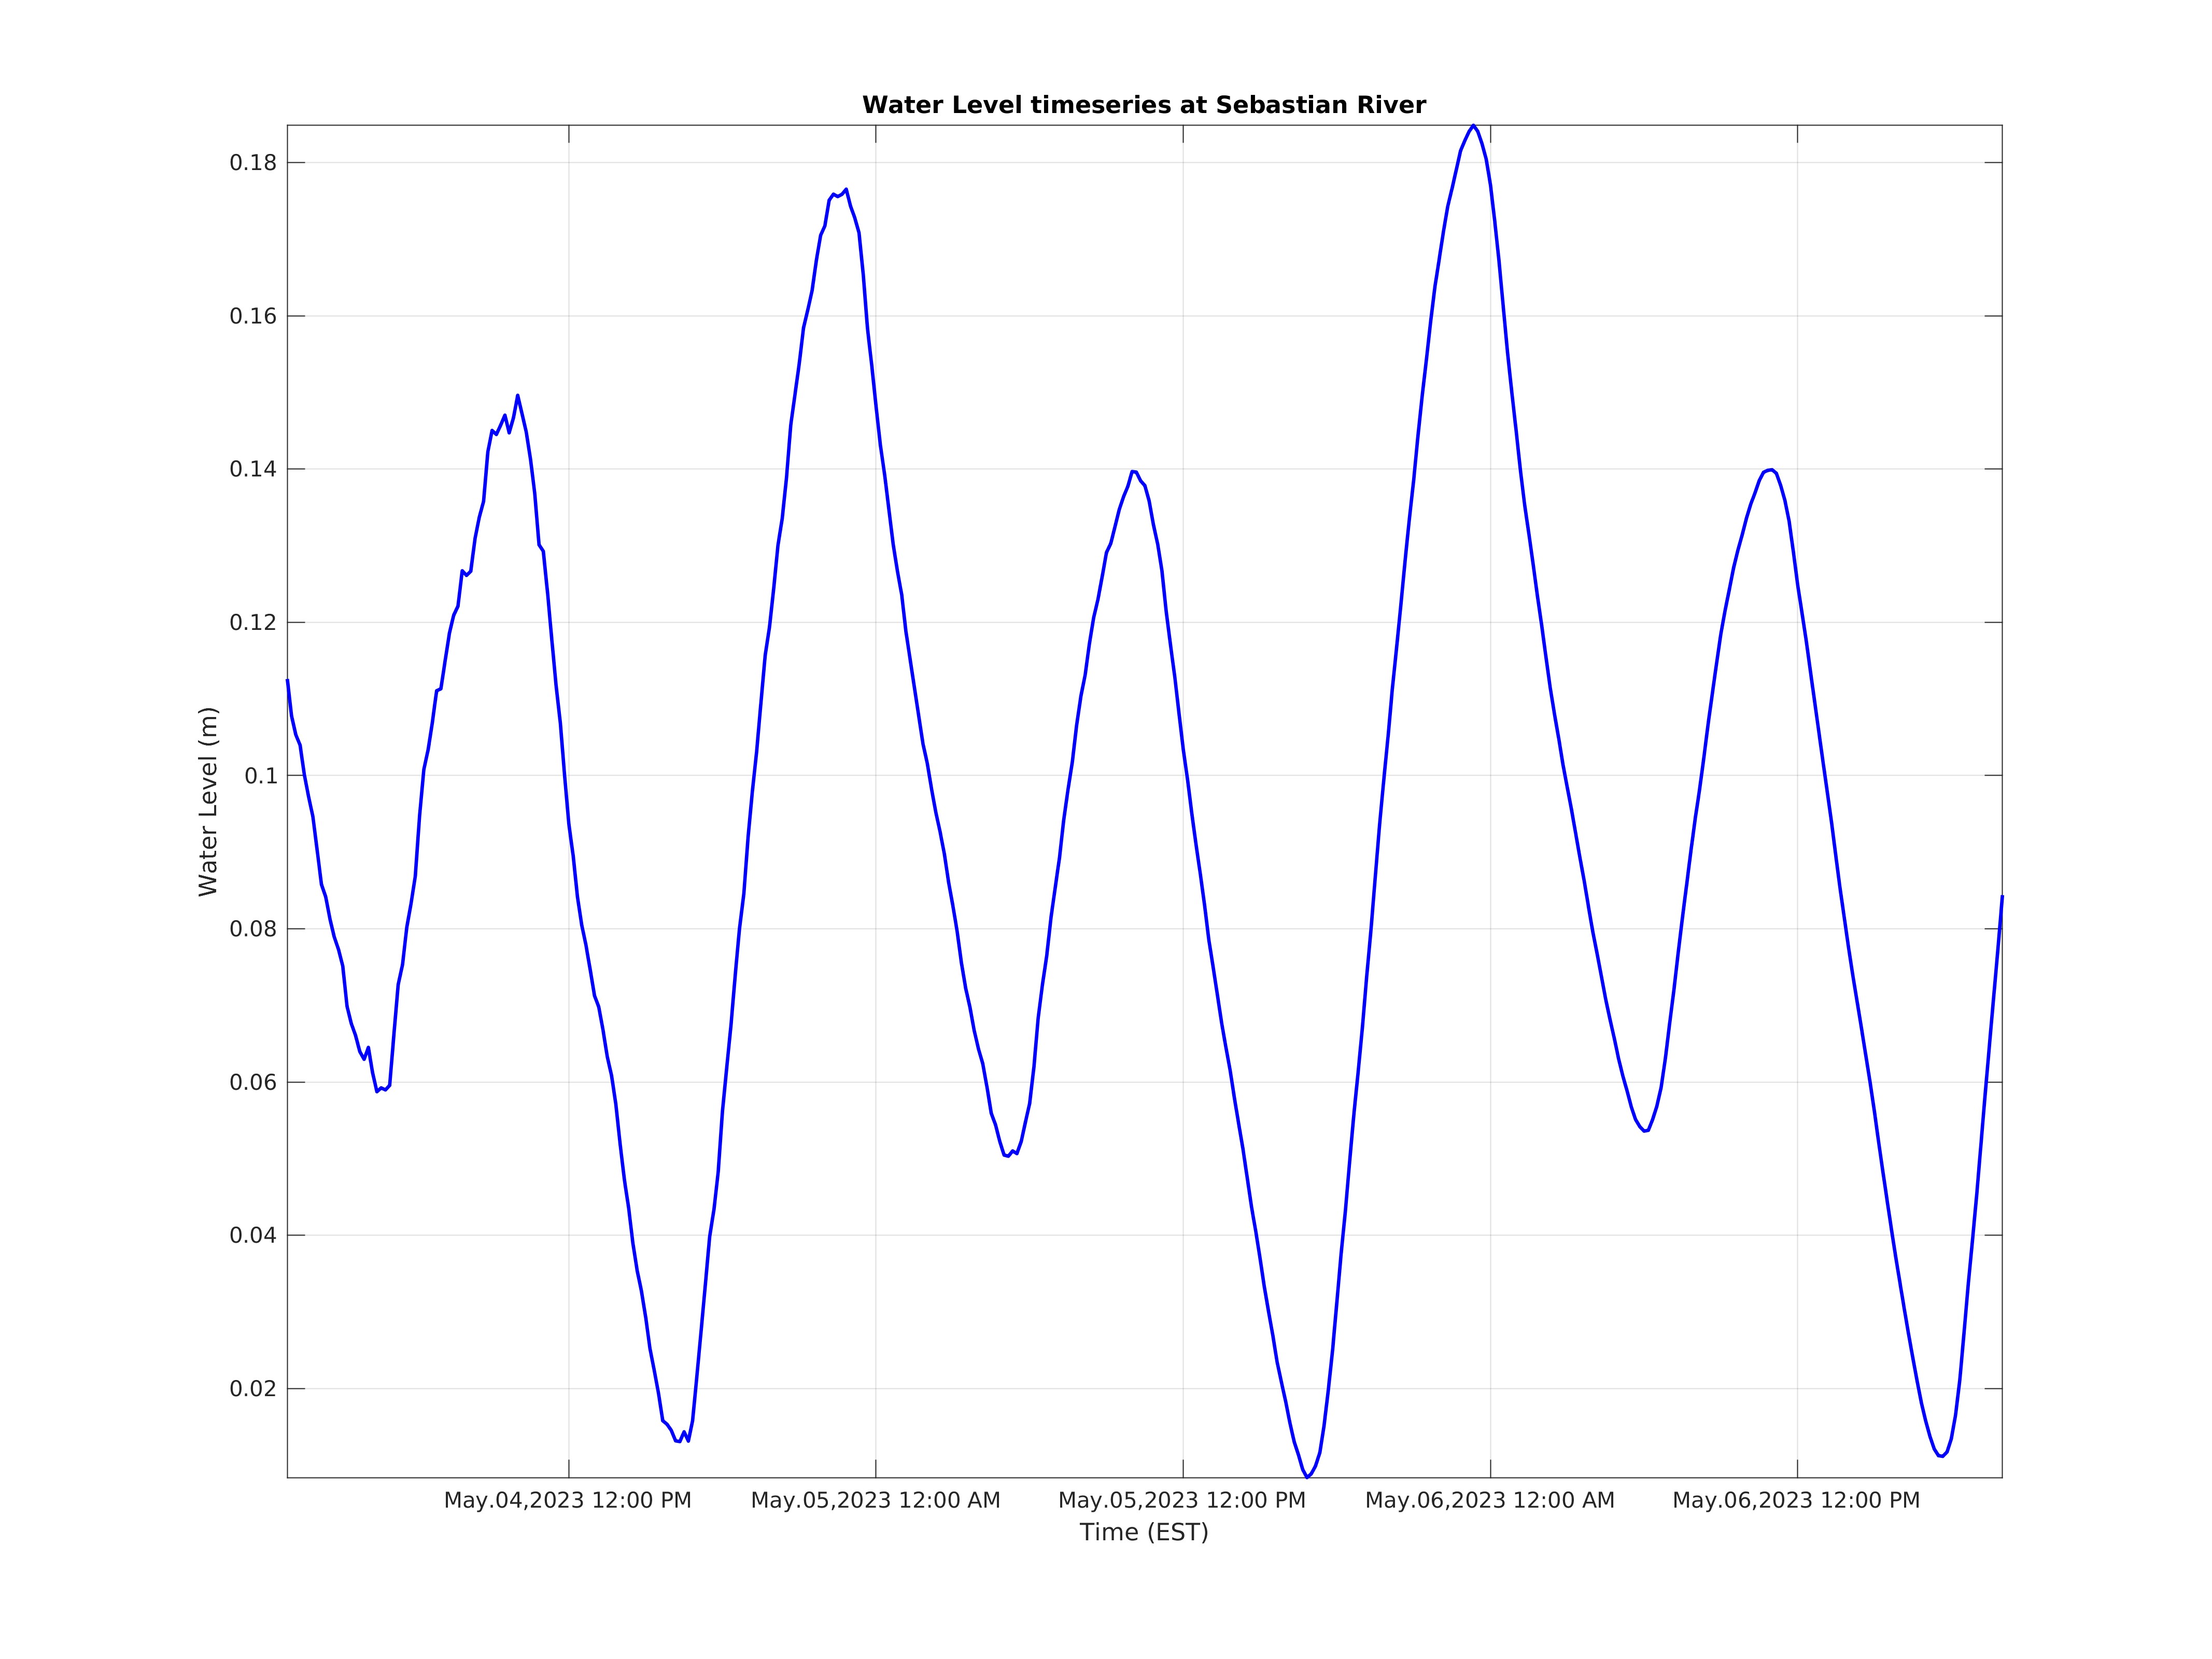 Water Level timeseries at Sebastian River
0.18
0.16
0.14
0.12
0.1
0.08
0.06
0.04
0.02
Water Level (m)
May.04,2023 12:00 PM
May.05,2023 12:00 AM
May.05,2023 12:00 PM
May.06,2023 12:00 AM
May.06,2023 12:00 PM
Time (EST)